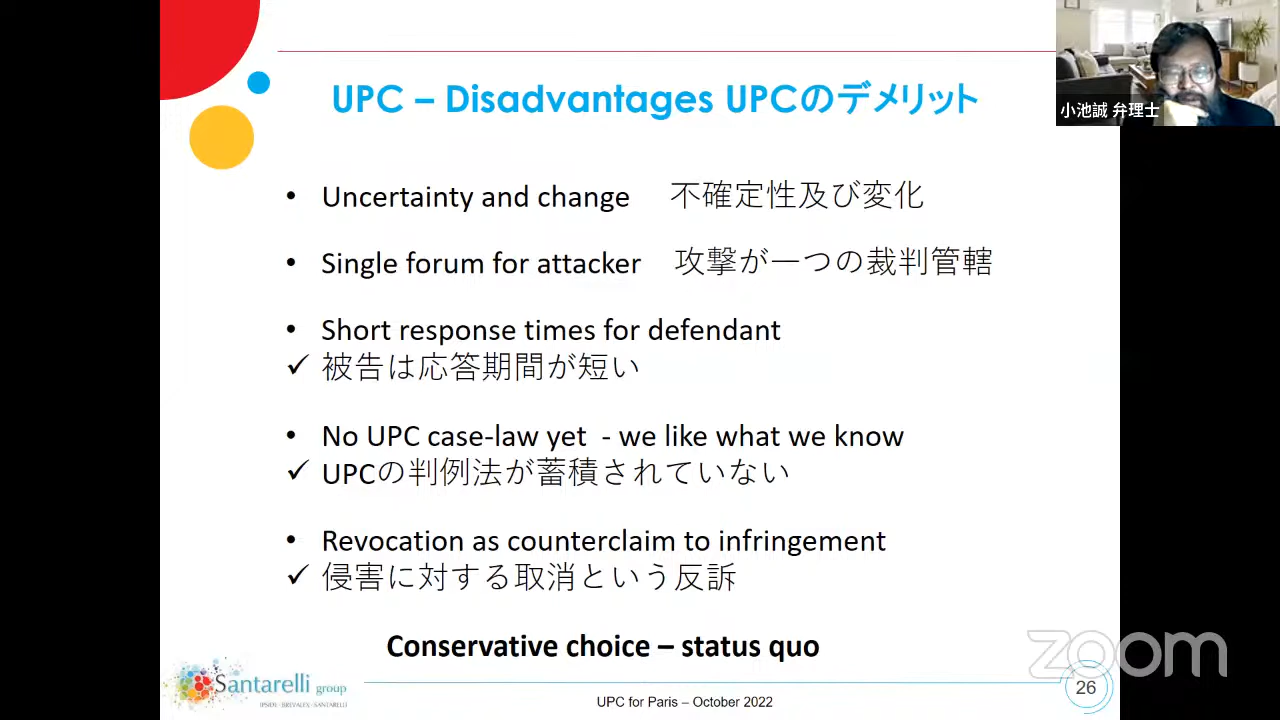 UPC – Disadvantages UPCのデメリット
小池誠 弁理士
• Uncertainty and change 不確定性及び変化
• Single forum for attacker 攻撃が一つの裁判管轄
• Short response times for defendant
✓ 被告は応答期間が短い
• No UPC case-law yet - we like what we know
✓ UPCの判例法が蓄積されていない
• Revocation as counterclaim to infringement
✓ 侵害に対する取消という反訴
Conservative choice – status quo
zoom
Santarelli group
IPSIDE · BREVALEX · SANTARELLI
UPC for Paris – October 2022
26